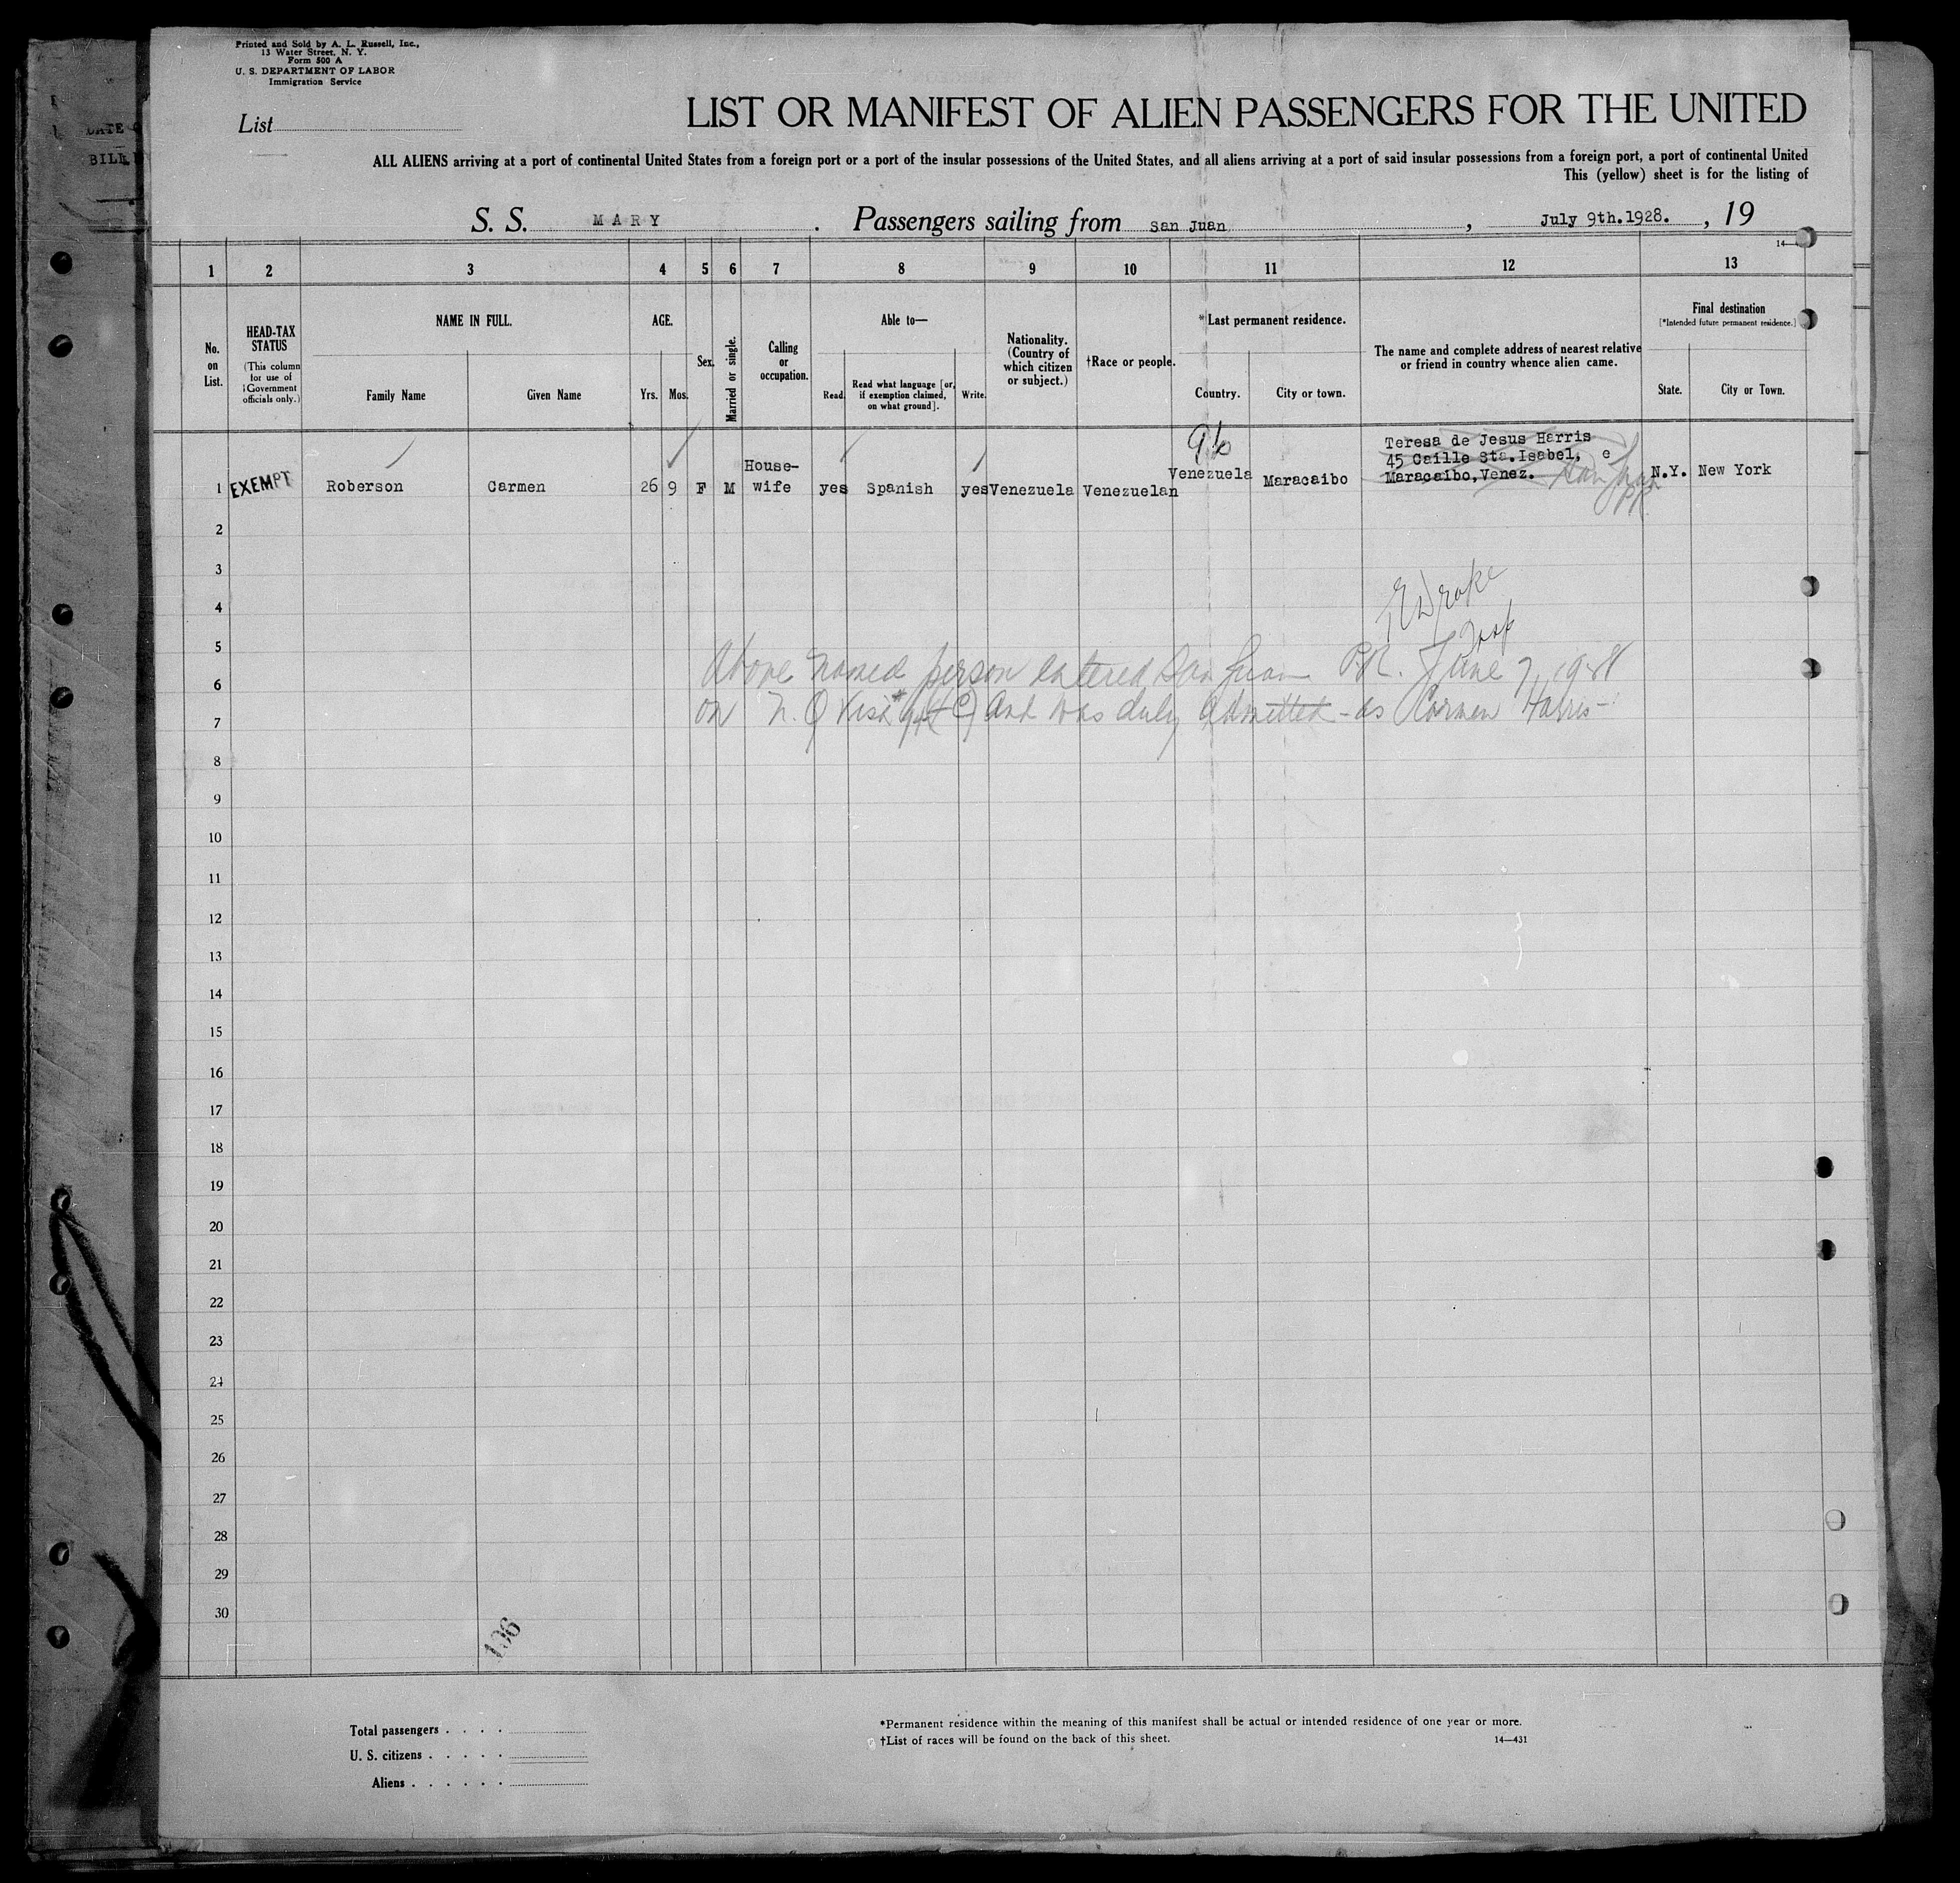 Printed and Sold by A. L. Russell, Inc.,
13 Water Street, N. Y.
Form 500 A
U. S. DEPARTMENT OF LABOR
Immigration Service
DATE
BILL
List
LIST OR MANIFEST OF ALIEN PASSENGERS FOR THE UNITED
ALL ALIENS arriving at a port of continental United States from a foreign port or a port of the insular possessions of the United States, and all aliens arriving at a port of said insular possessions from a foreign port, a port of continental United
This (yellow) sheet is for the listing of
S. S. MARY . Passengers sailing from San Juan , July 9th.1928. , 19
14—
1 2 3 4 5 6 7 8 9 10 11 12 13
No. on List.
HEAD-TAX STATUS
(This column for use of Government officials only.)
NAME IN FULL.
Family Name
Given Name
AGE.
Yrs.
Mos.
Sex.
Married or single.
Calling or occupation.
Able to—
Read.
Read what language [or, if exemption claimed, on what ground].
Write.
Nationality. (Country of which citizen or subject.)
†Race or people.
*Last permanent residence.
Country.
City or town.
The name and complete address of nearest relative or friend in country whence alien came.
Final destination
[*Intended future permanent residence.]
State.
City or Town.
1 EXEMPT Roberson Carmen 26 9 F M House-wife yes Spanish yes Venezuela Venezuelan Venezuela Maracaibo
Teresa de Jesus Harris
45 Caille Sta.Isabel, e
Maracaibo,Venez.
San Juan
P.R.
N.Y. New York
2
3
4
5
6
7
Above named person entered San Juan P.R. June 7, 1928
on N. Q Visa and was duly admitted - as Carmen Harris -
8
9
10
11
12
13
14
15
16
17
18
19
20
21
22
23
24
25
26
27
28
29
30
136
Total passengers . . . .
U. S. citizens . . . . .
Aliens . . . . . .
*Permanent residence within the meaning of this manifest shall be actual or intended residence of one year or more.
†List of races will be found on the back of this sheet.
14—431